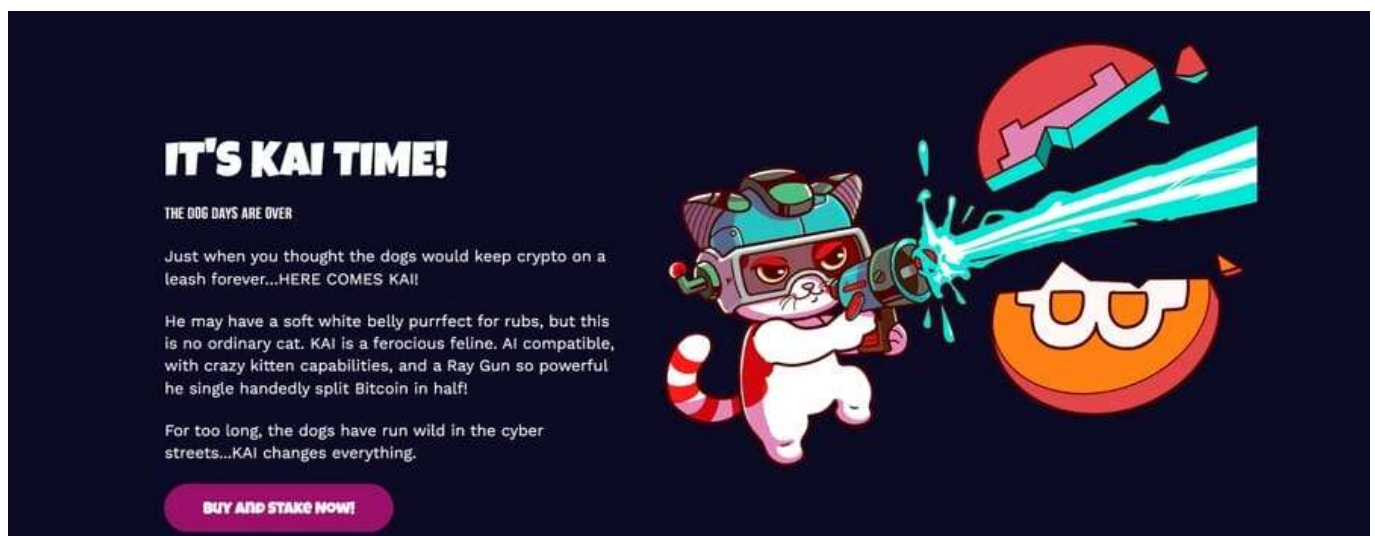 IT'S KAI TIME!
THE DOG DAYS ARE OVER
Just when you thought the dogs would keep crypto on a
leash forever...HERE COMES KAI!
He may have a soft white belly purrfect for rubs, but this
is no ordinary cat. KAI is a ferocious feline. AI compatible,
with crazy kitten capabilities, and a Ray Gun so powerful
he single handedly split Bitcoin in half!
For too long, the dogs have run wild in the cyber
streets...KAI changes everything.
BUY AND STAKE NOW!